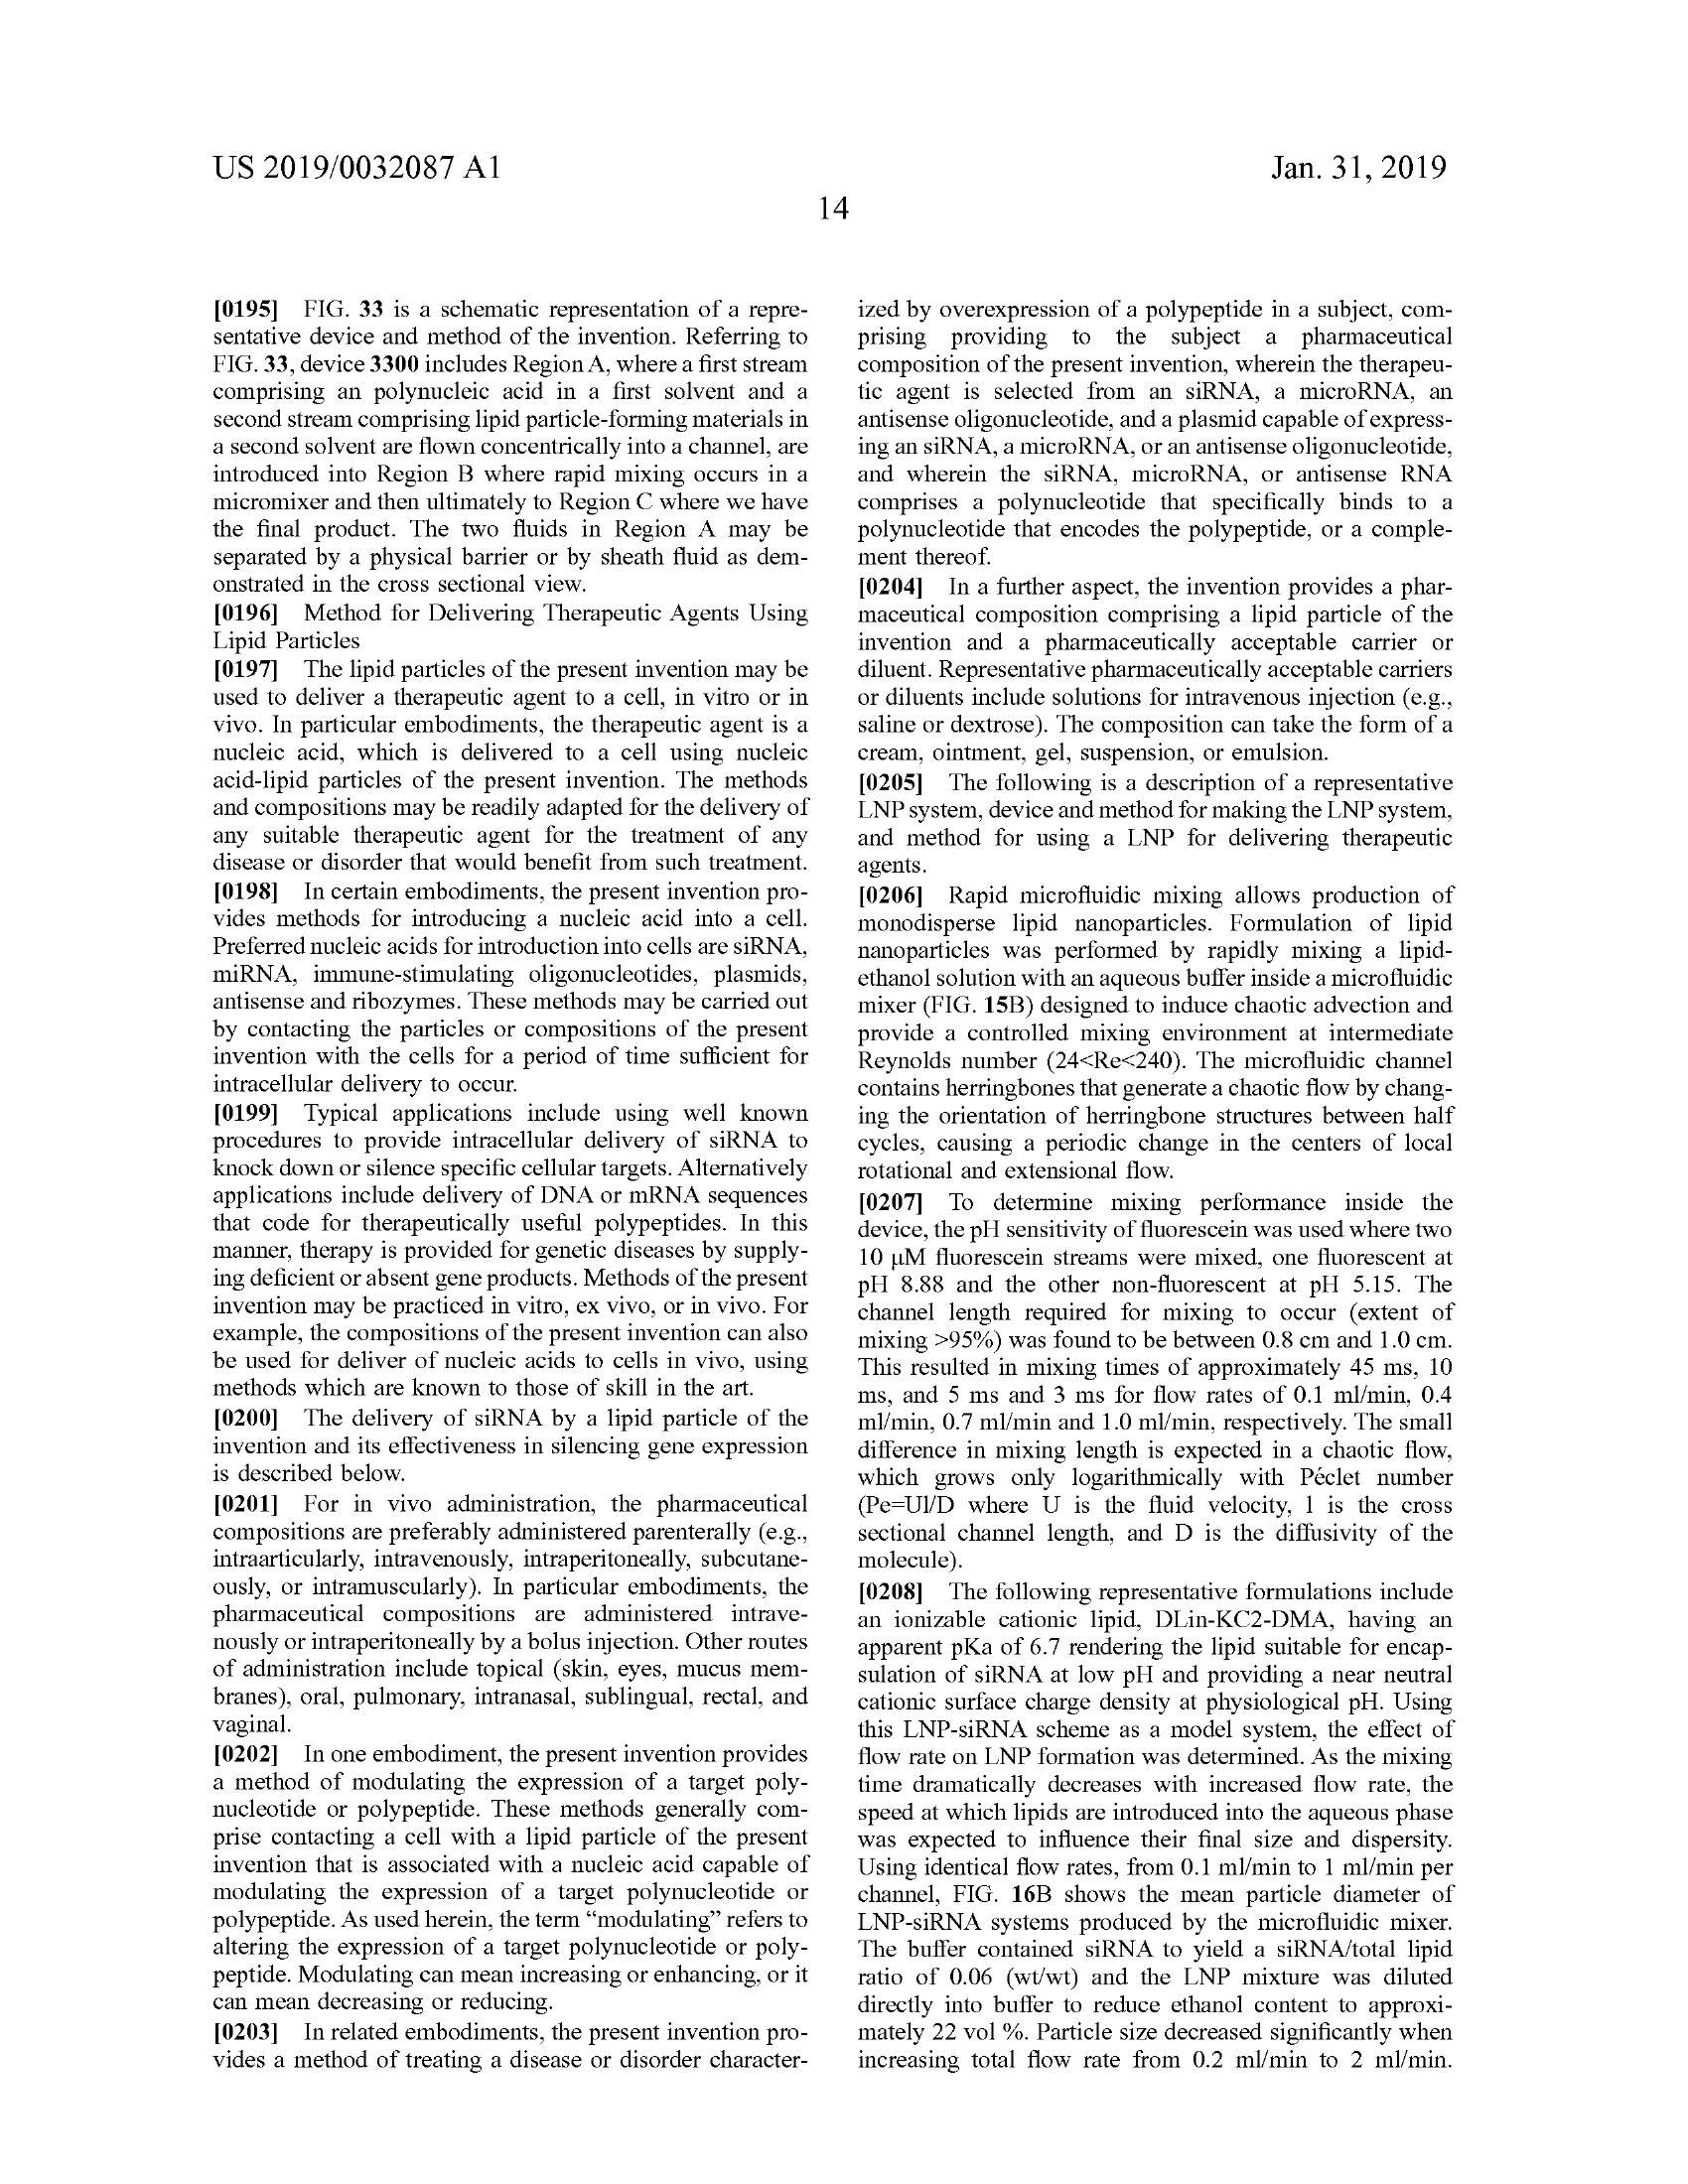 US 2019/0032087 A1
Jan. 31, 2019
14
[0195] FIG. 33 is a schematic representation of a repre-
sentative device and method of the invention. Referring to
FIG. 33, device 3300 includes Region A, where a first stream
comprising an polynucleic acid in a first solvent and a
second stream comprising lipid particle-forming materials in
a second solvent are flown concentrically into a channel, are
introduced into Region B where rapid mixing occurs in a
micromixer and then ultimately to Region C where we have
the final product. The two fluids in Region A may be
separated by a physical barrier or by sheath fluid as dem-
onstrated in the cross sectional view.
[0196] Method for Delivering Therapeutic Agents Using
Lipid Particles
[0197] The lipid particles of the present invention may be
used to deliver a therapeutic agent to a cell, in vitro or in
vivo. In particular embodiments, the therapeutic agent is a
nucleic acid, which is delivered to a cell using nucleic
acid-lipid particles of the present invention. The methods
and compositions may be readily adapted for the delivery of
any suitable therapeutic agent for the treatment of any
disease or disorder that would benefit from such treatment.
[0198] In certain embodiments, the present invention pro-
vides methods for introducing a nucleic acid into a cell.
Preferred nucleic acids for introduction into cells are siRNA,
miRNA, immune-stimulating oligonucleotides, plasmids,
antisense and ribozymes. These methods may be carried out
by contacting the particles or compositions of the present
invention with the cells for a period of time sufficient for
intracellular delivery to occur.
[0199] Typical applications include using well known
procedures to provide intracellular delivery of siRNA to
knock down or silence specific cellular targets. Alternatively
applications include delivery of DNA or mRNA sequences
that code for therapeutically useful polypeptides. In this
manner, therapy is provided for genetic diseases by supply-
ing deficient or absent gene products. Methods of the present
invention may be practiced in vitro, ex vivo, or in vivo. For
example, the compositions of the present invention can also
be used for deliver of nucleic acids to cells in vivo, using
methods which are known to those of skill in the art.
[0200] The delivery of siRNA by a lipid particle of the
invention and its effectiveness in silencing gene expression
is described below.
[0201] For in vivo administration, the pharmaceutical
compositions are preferably administered parenterally (e.g.,
intraarticularly, intravenously, intraperitoneally, subcutane-
ously, or intramuscularly). In particular embodiments, the
pharmaceutical compositions are administered intrave-
nously or intraperitoneally by a bolus injection. Other routes
of administration include topical (skin, eyes, mucus mem-
branes), oral, pulmonary, intranasal, sublingual, rectal, and
vaginal.
[0202] In one embodiment, the present invention provides
a method of modulating the expression of a target poly-
nucleotide or polypeptide. These methods generally com-
prise contacting a cell with a lipid particle of the present
invention that is associated with a nucleic acid capable of
modulating the expression of a target polynucleotide or
polypeptide. As used herein, the term “modulating” refers to
altering the expression of a target polynucleotide or poly-
peptide. Modulating can mean increasing or enhancing, or it
can mean decreasing or reducing.
[0203] In related embodiments, the present invention pro-
vides a method of treating a disease or disorder character-
ized by overexpression of a polypeptide in a subject, com-
prising providing to the subject a pharmaceutical
composition of the present invention, wherein the therapeu-
tic agent is selected from an siRNA, a microRNA, an
antisense oligonucleotide, and a plasmid capable of express-
ing an siRNA, a microRNA, or an antisense oligonucleotide,
and wherein the siRNA, microRNA, or antisense RNA
comprises a polynucleotide that specifically binds to a
polynucleotide that encodes the polypeptide, or a comple-
ment thereof.
[0204] In a further aspect, the invention provides a phar-
maceutical composition comprising a lipid particle of the
invention and a pharmaceutically acceptable carrier or
diluent. Representative pharmaceutically acceptable carriers
or diluents include solutions for intravenous injection (e.g.,
saline or dextrose). The composition can take the form of a
cream, ointment, gel, suspension, or emulsion.
[0205] The following is a description of a representative
LNP system, device and method for making the LNP system,
and method for using a LNP for delivering therapeutic
agents.
[0206] Rapid microfluidic mixing allows production of
monodisperse lipid nanoparticles. Formulation of lipid
nanoparticles was performed by rapidly mixing a lipid-
ethanol solution with an aqueous buffer inside a microfluidic
mixer (FIG. 15B) designed to induce chaotic advection and
provide a controlled mixing environment at intermediate
Reynolds number (24<Re<240). The microfluidic channel
contains herringbones that generate a chaotic flow by chang-
ing the orientation of herringbone structures between half
cycles, causing a periodic change in the centers of local
rotational and extensional flow.
[0207] To determine mixing performance inside the
device, the pH sensitivity of fluorescein was used where two
10 μM fluorescein streams were mixed, one fluorescent at
pH 8.88 and the other non-fluorescent at pH 5.15. The
channel length required for mixing to occur (extent of
mixing >95%) was found to be between 0.8 cm and 1.0 cm.
This resulted in mixing times of approximately 45 ms, 10
ms, and 5 ms and 3 ms for flow rates of 0.1 ml/min, 0.4
ml/min, 0.7 ml/min and 1.0 ml/min, respectively. The small
difference in mixing length is expected in a chaotic flow,
which grows only logarithmically with Péclet number
(Pe=Ul/D where U is the fluid velocity, l is the cross
sectional channel length, and D is the diffusivity of the
molecule).
[0208] The following representative formulations include
an ionizable cationic lipid, DLin-KC2-DMA, having an
apparent pKa of 6.7 rendering the lipid suitable for encap-
sulation of siRNA at low pH and providing a near neutral
cationic surface charge density at physiological pH. Using
this LNP-siRNA scheme as a model system, the effect of
flow rate on LNP formation was determined. As the mixing
time dramatically decreases with increased flow rate, the
speed at which lipids are introduced into the aqueous phase
was expected to influence their final size and dispersity.
Using identical flow rates, from 0.1 ml/min to 1 ml/min per
channel, FIG. 16B shows the mean particle diameter of
LNP-siRNA systems produced by the microfluidic mixer.
The buffer contained siRNA to yield a siRNA/total lipid
ratio of 0.06 (wt/wt) and the LNP mixture was diluted
directly into buffer to reduce ethanol content to approxi-
mately 22 vol %. Particle size decreased significantly when
increasing total flow rate from 0.2 ml/min to 2 ml/min.